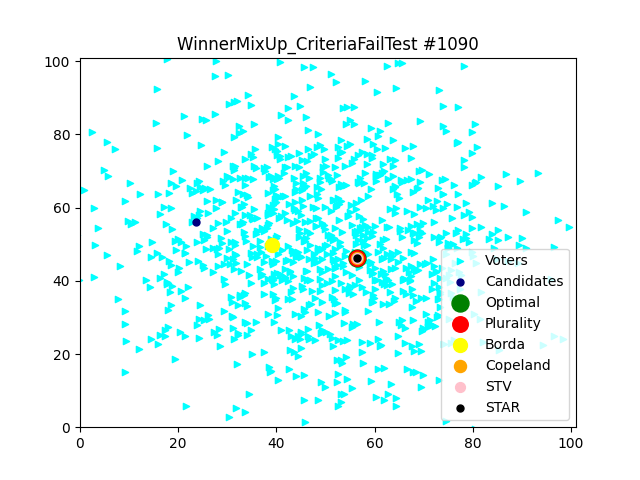 WinnerMixUp_CriteriaFailTest #1090
100
80
60
40
20
0
0 20 40 60 80 100
Voters
Candidates
Optimal
Plurality
Borda
Copeland
STV
STAR